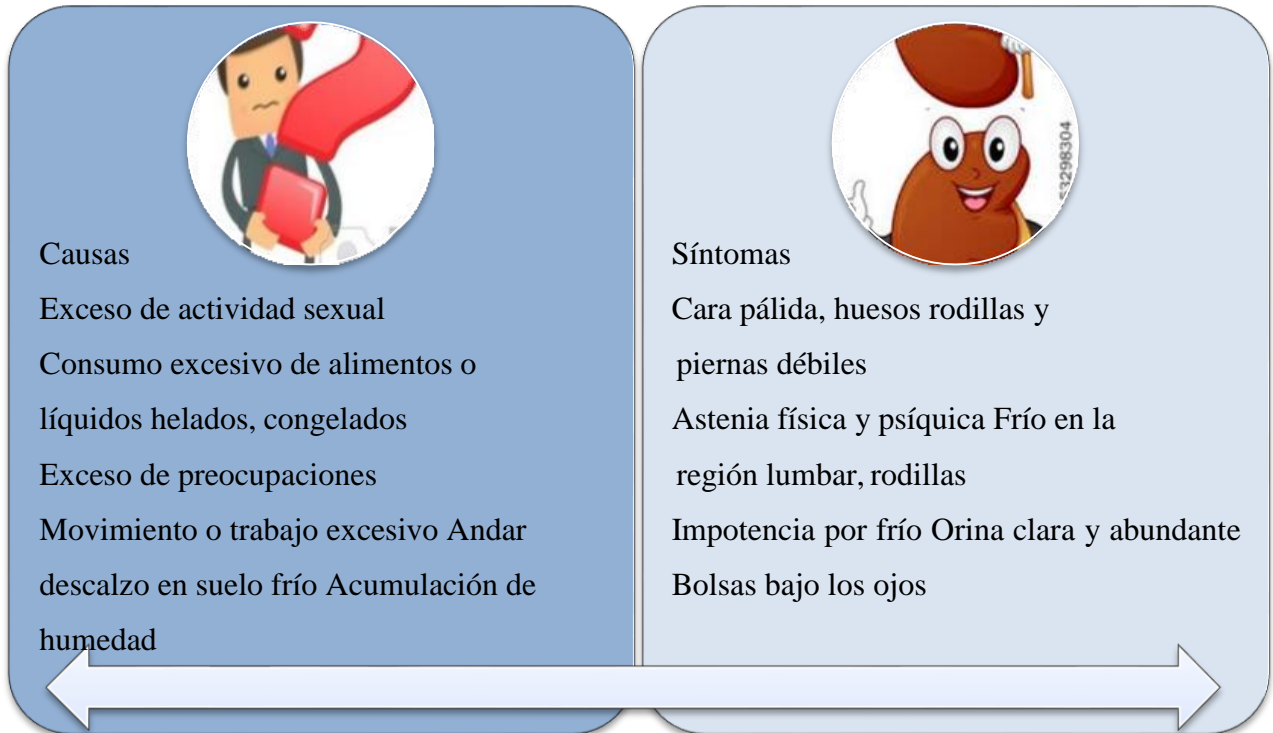 Causas
Exceso de actividad sexual
Consumo excesivo de alimentos o
líquidos helados, congelados
Exceso de preocupaciones
Movimiento o trabajo excesivo Andar
descalzo en suelo frío Acumulación de
humedad
53298304
Síntomas
Cara pálida, huesos rodillas y
piernas débiles
Astenia física y psíquica Frío en la
región lumbar, rodillas
Impotencia por frío Orina clara y abundante
Bolsas bajo los ojos